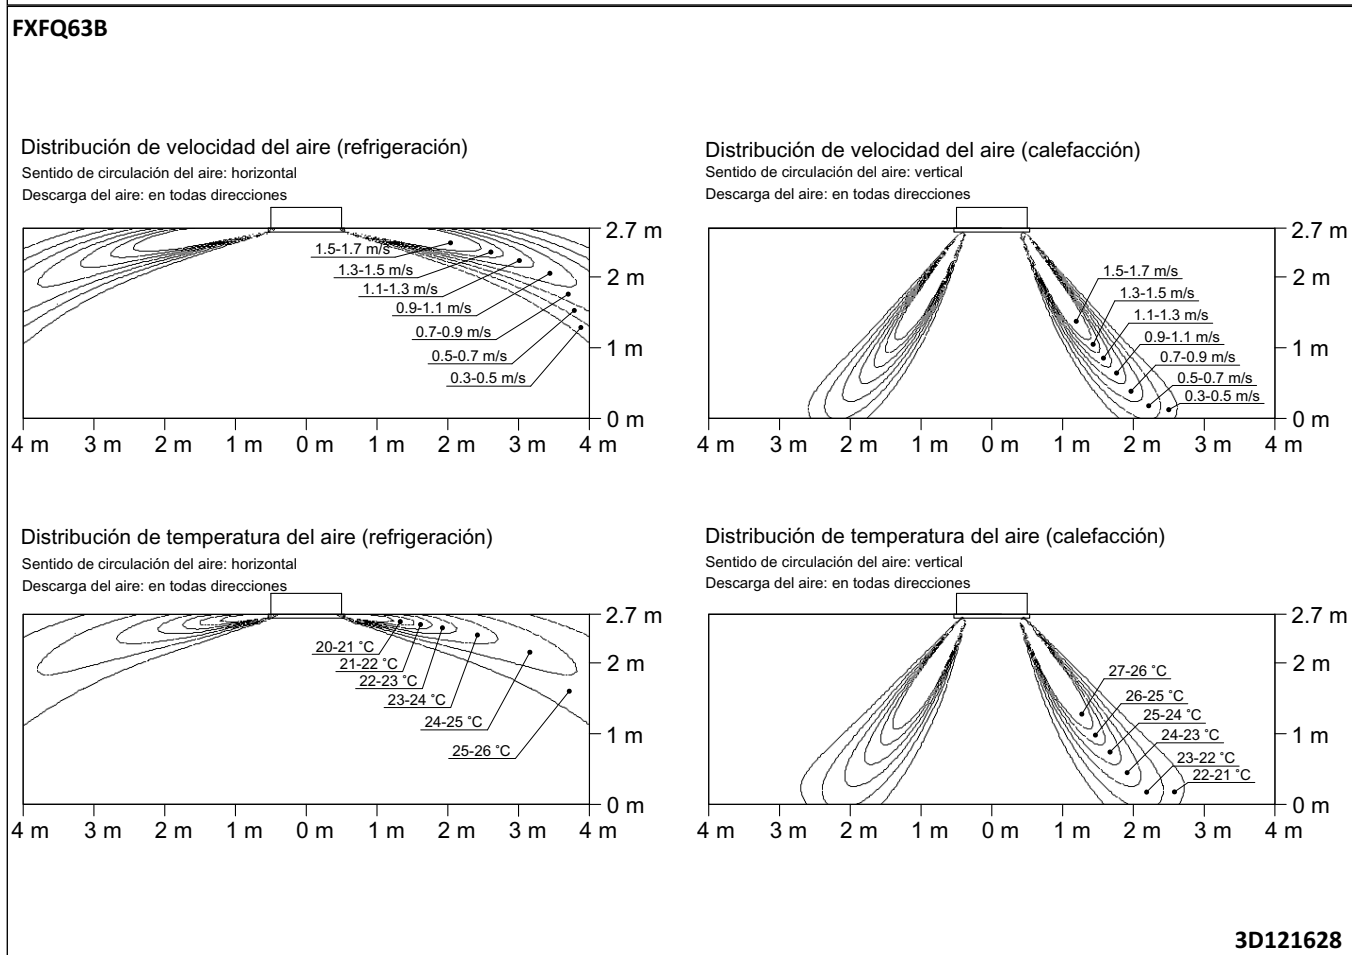 FXFQ63B
Distribución de velocidad del aire (refrigeración)
Sentido de circulación del aire: horizontal
Descarga del aire: en todas direcciones
1.5-1.7 m/s
1.3-1.5 m/s
1.1-1.3 m/s
0.9-1.1 m/s
0.7-0.9 m/s
0.5-0.7 m/s
0.3-0.5 m/s
2.7 m
2 m
1 m
0 m
4 m 3 m 2 m 1 m 0 m 1 m 2 m 3 m 4 m
Distribución de velocidad del aire (calefacción)
Sentido de circulación del aire: vertical
Descarga del aire: en todas direcciones
1.5-1.7 m/s
1.3-1.5 m/s
1.1-1.3 m/s
0.9-1.1 m/s
0.7-0.9 m/s
0.5-0.7 m/s
0.3-0.5 m/s
2.7 m
2 m
1 m
0 m
4 m 3 m 2 m 1 m 0 m 1 m 2 m 3 m 4 m
Distribución de temperatura del aire (refrigeración)
Sentido de circulación del aire: horizontal
Descarga del aire: en todas direcciones
20-21 °C
21-22 °C
22-23 °C
23-24 °C
24-25 °C
25-26 °C
2.7 m
2 m
1 m
0 m
4 m 3 m 2 m 1 m 0 m 1 m 2 m 3 m 4 m
Distribución de temperatura del aire (calefacción)
Sentido de circulación del aire: vertical
Descarga del aire: en todas direcciones
27-26 °C
26-25 °C
25-24 °C
24-23 °C
23-22 °C
22-21 °C
2.7 m
2 m
1 m
0 m
4 m 3 m 2 m 1 m 0 m 1 m 2 m 3 m 4 m
3D121628